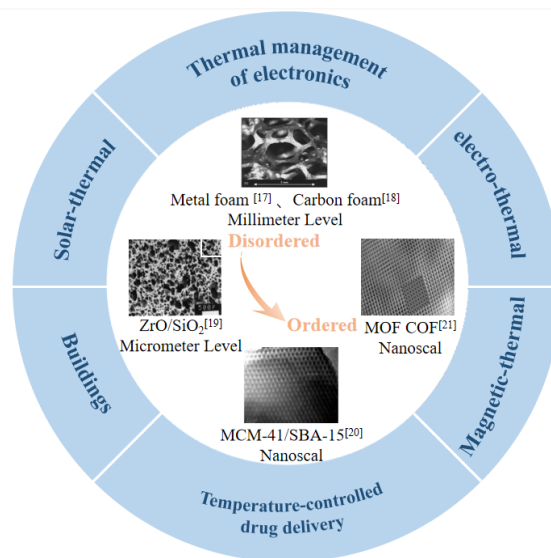 Thermal management
of electronics
Solar-thermal
electro-thermal
Metal foam [17] 、Carbon foam[18]
Millimeter Level
Disordered
Ordered
ZrO/SiO2[19]
Micrometer Level
MOF COF[21]
Nanoscal
MCM-41/SBA-15[20]
Nanoscal
Buildings
Magnetic-thermal
Temperature-controlled
drug delivery